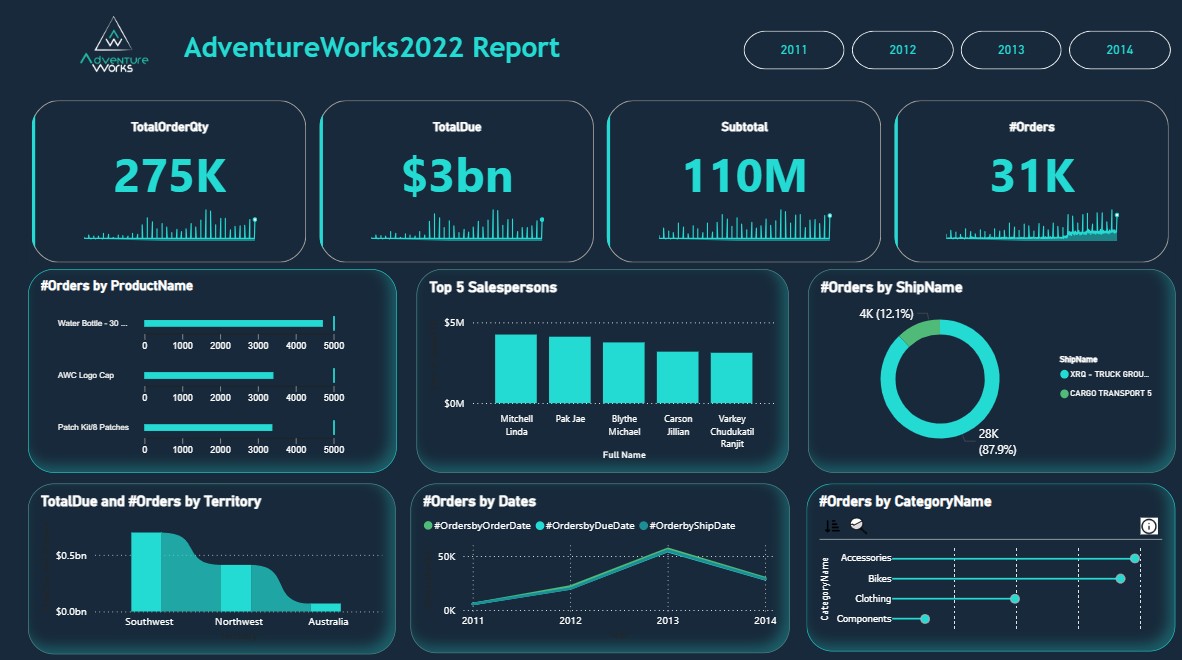 Adventure
Works
AdventureWorks2022 Report
2011
2012
2013
2014
TotalOrderQty
275K
TotalDue
$3bn
Subtotal
110M
#Orders
31K
#Orders by ProductName
Water Bottle - 30 ...
0 1000 2000 3000 4000 5000
AWC Logo Cap
0 1000 2000 3000 4000 5000
Patch Kit/8 Patches
0 1000 2000 3000 4000 5000
Top 5 Salespersons
$5M
$0M
Mitchell Linda
Pak Jae
Blythe Michael
Carson Jillian
Varkey Chudukatil Ranjit
Full Name
#Orders by ShipName
4K (12.1%)
28K
(87.9%)
ShipName
XRQ - TRUCK GROU...
CARGO TRANSPORT 5
TotalDue and #Orders by Territory
$0.5bn
$0.0bn
Southwest
Northwest
Australia
#Orders by Dates
#OrdersbyOrderDate #OrdersbyDueDate #OrderbyShipDate
50K
0K
2011 2012 2013 2014
#Orders by CategoryName
CategoryName
Accessories
Bikes
Clothing
Components